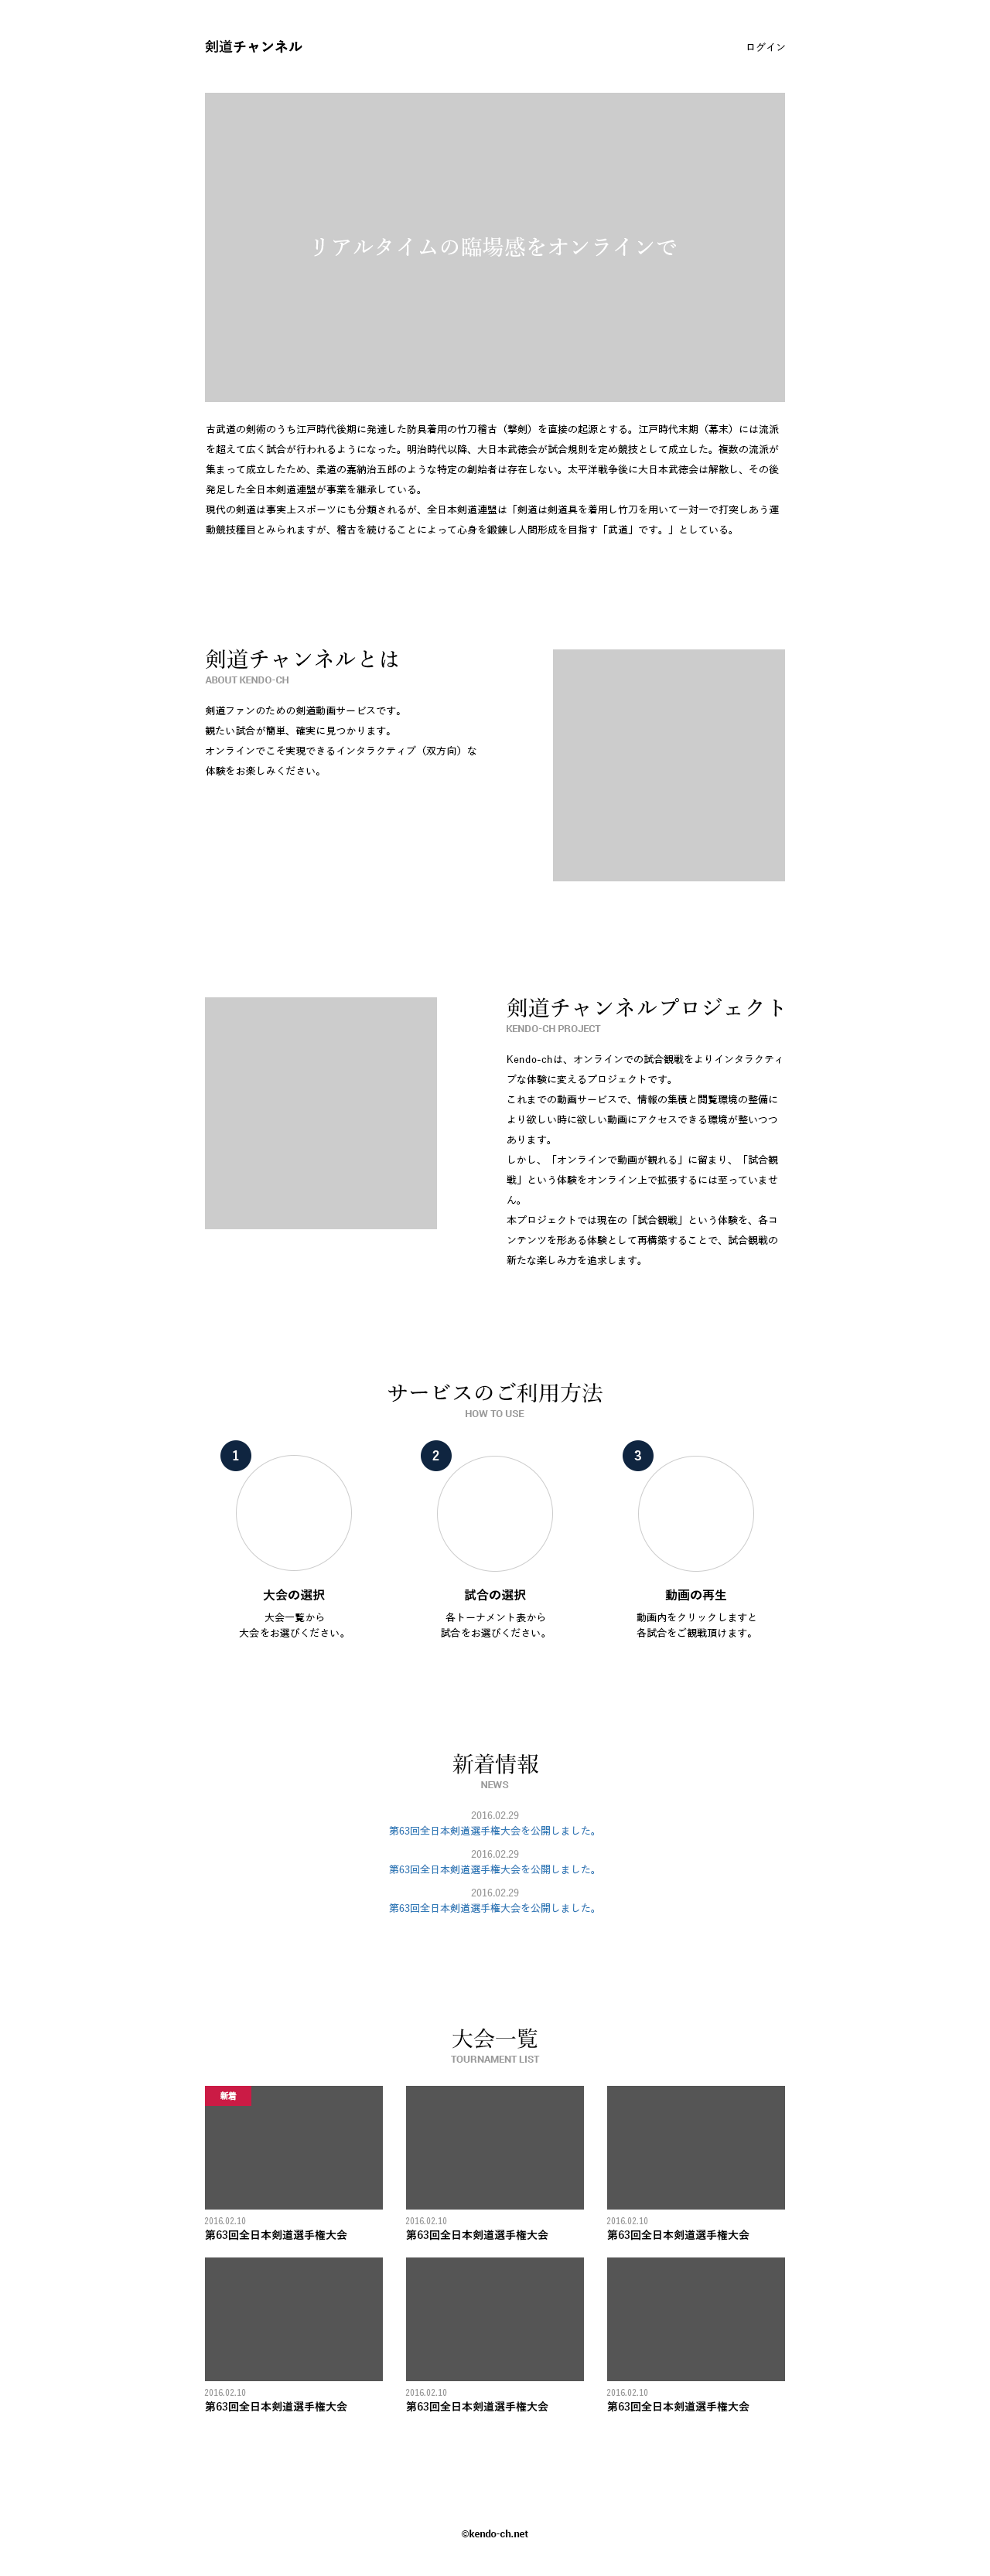 剣道チャンネル
ログイン
リアルタイムの臨場感をオンラインで
古武道の剣術のうち江戸時代後期に発達した防具着用の竹刀稽古（撃剣）を直接の起源とする。江戸時代末期（幕末）には流派
を超えて広く試合が行われるようになった。明治時代以降、大日本武徳会が試合規則を定め競技として成立した。複数の流派が
集まって成立したため、柔道の嘉納治五郎のような特定の創始者は存在しない。太平洋戦争後に大日本武徳会は解散し、その後
発足した全日本剣道連盟が事業を継承している。
現代の剣道は事実上スポーツにも分類されるが、全日本剣道連盟は「剣道は剣道具を着用し竹刀を用いて一対一で打突しあう運
動競技種目とみられますが、稽古を続けることによって心身を鍛錬し人間形成を目指す「武道」です。」としている。
剣道チャンネルとは
ABOUT KENDO-CH
剣道ファンのための剣道動画サービスです。
観たい試合が簡単、確実に見つかります。
オンラインでこそ実現できるインタラクティブ（双方向）な
体験をお楽しみください。
剣道チャンネルプロジェクト
KENDO-CH PROJECT
Kendo-chは、オンラインでの試合観戦をよりインタラクティ
ブな体験に変えるプロジェクトです。
これまでの動画サービスで、情報の集積と閲覧環境の整備に
より欲しい時に欲しい動画にアクセスできる環境が整いつつ
あります。
しかし、「オンラインで動画が観れる」に留まり、「試合観
戦」という体験をオンライン上で拡張するには至っていませ
ん。
本プロジェクトでは現在の「試合観戦」という体験を、各コ
ンテンツを形ある体験として再構築することで、試合観戦の
新たな楽しみ方を追求します。
サービスのご利用方法
HOW TO USE
1
大会の選択
大会一覧から
大会をお選びください。
2
試合の選択
各トーナメント表から
試合をお選びください。
3
動画の再生
動画内をクリックしますと
各試合をご観戦頂けます。
新着情報
NEWS
2016.02.29
第63回全日本剣道選手権大会を公開しました。
2016.02.29
第63回全日本剣道選手権大会を公開しました。
2016.02.29
第63回全日本剣道選手権大会を公開しました。
大会一覧
TOURNAMENT LIST
新着
2016.02.10
第63回全日本剣道選手権大会
2016.02.10
第63回全日本剣道選手権大会
2016.02.10
第63回全日本剣道選手権大会
2016.02.10
第63回全日本剣道選手権大会
2016.02.10
第63回全日本剣道選手権大会
2016.02.10
第63回全日本剣道選手権大会
©kendo-ch.net